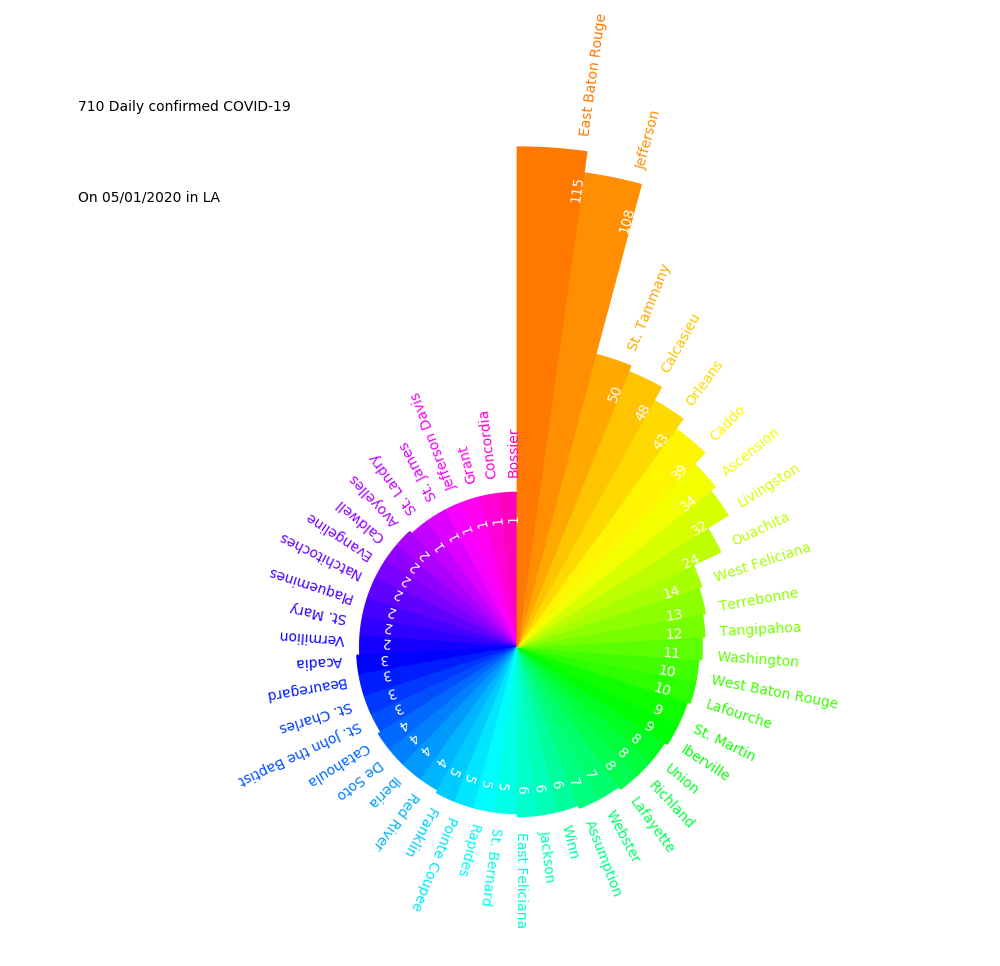 710 Daily confirmed COVID-19
On 05/01/2020 in LA
East Baton Rouge
115
Jefferson
108
St. Tammany
50
Calcasieu
48
Orleans
43
Caddo
39
Ascension
34
Livingston
32
Ouachita
24
West Feliciana
14
Terrebonne
13
Tangipahoa
12
Washington
11
West Baton Rouge
10
Lafourche
10
St. Martin
9
Iberville
9
Union
8
Richland
8
Lafayette
8
Webster
7
Assumption
7
Winn
6
Jackson
6
East Feliciana
6
St. Bernard
5
Rapides
5
Pointe Coupee
5
Franklin
5
Red River
4
Iberia
4
De Soto
4
Catahoula
4
St. John the Baptist
3
St. Charles
3
Beauregard
3
Acadia
3
Vermilion
2
St. Mary
2
Plaquemines
2
Natchitoches
2
Evangeline
2
Caldwell
2
Avoyelles
2
St. Landry
1
St. James
1
Jefferson Davis
1
Grant
1
Concordia
1
Bossier
1